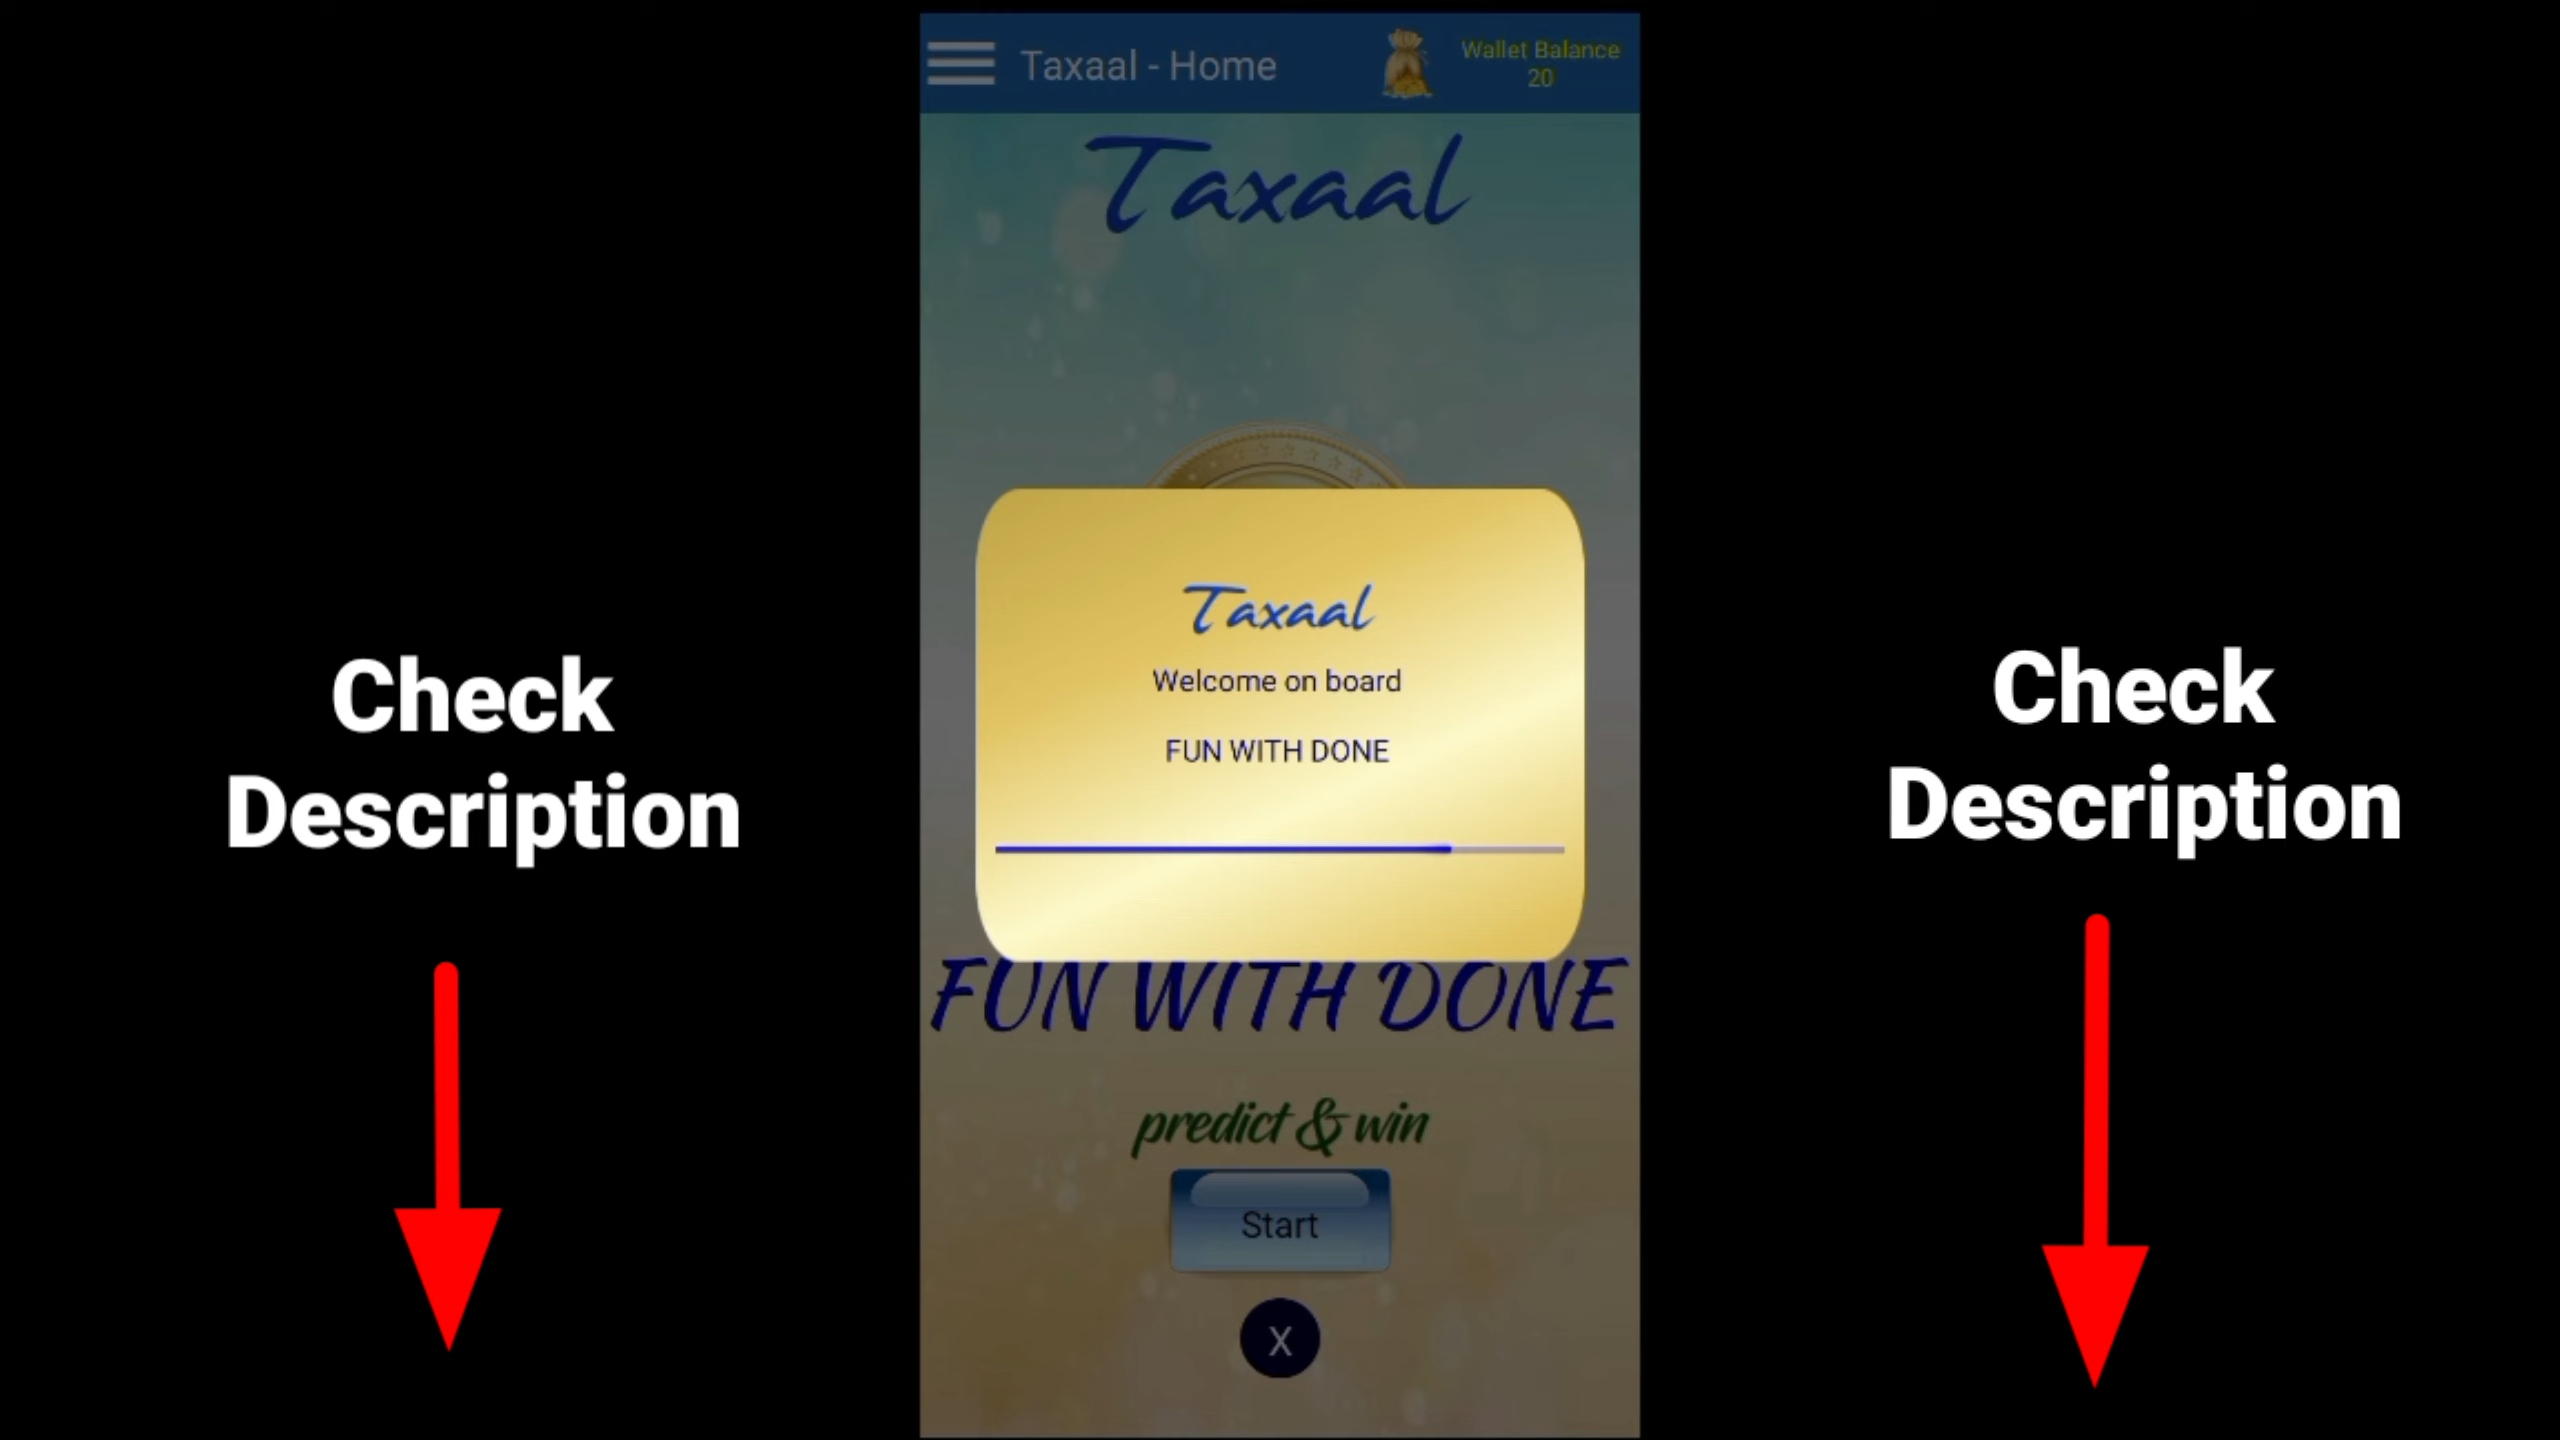 Taxaal - Home
Wallet Balance
20
Taxaal
Taxaal
Welcome on board
FUN WITH DONE
Check
Description
Check
Description
FUN WITH DONE
predict & win
Start
X